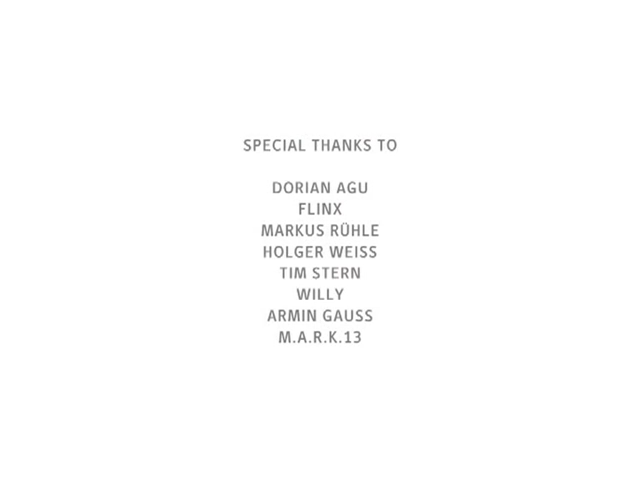 SPECIAL THANKS TO
DORIAN AGU
FLINX
MARKUS RÜHLE
HOLGER WEISS
TIM STERN
WILLY
ARMIN GAUSS
M.A.R.K.13